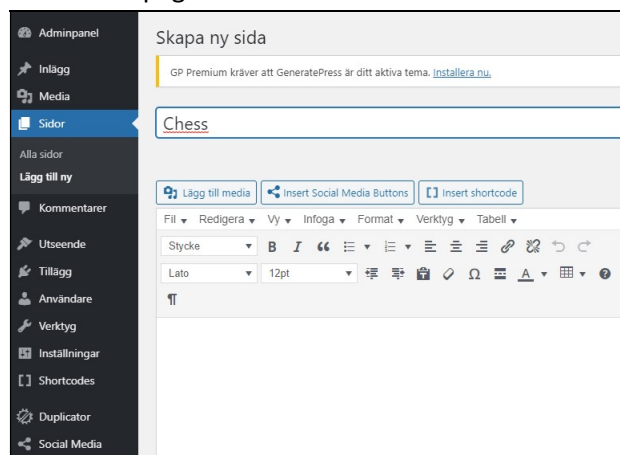 Adminpanel
Inlägg
Media
Sidor
Alla sidor
Lägg till ny
Kommentarer
Utseende
Tillägg
Användare
Verktyg
Inställningar
Shortcodes
Duplicator
Social Media
Skapa ny sida
GP Premium kräver att GeneratePress är ditt aktiva tema. Installera nu.
Chess
Lägg till media Insert Social Media Buttons [ ] Insert shortcode
Fil Redigera Vy Infoga Format Verktyg Tabell
Stycke B I
Lato 12pt Ω A
¶